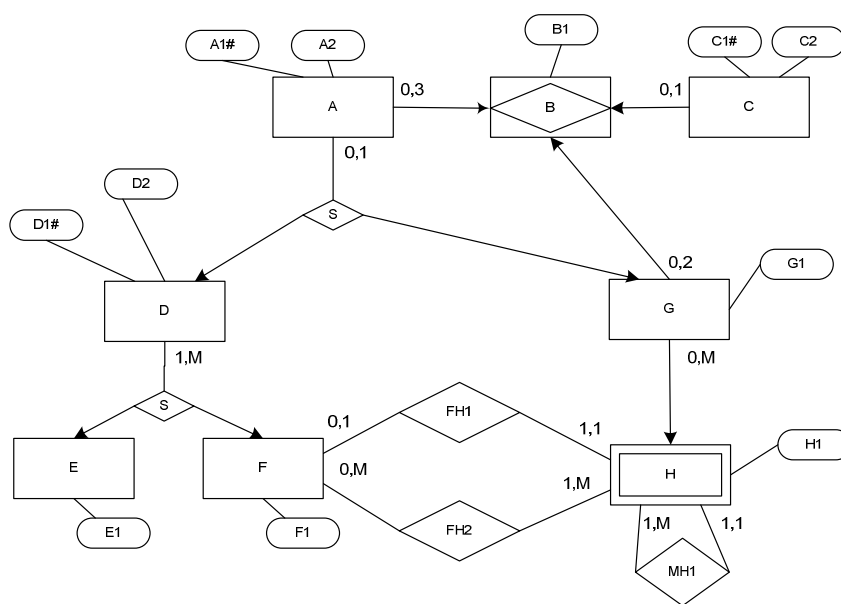 A1#
A2
B1
C1#
C2
A
0,3
B
0,1
C
0,1
D2
S
D1#
0,2
G1
D
G
1,M
0,M
S
0,1
FH1
1,1
E
F
0,M
1,M
H
H1
E1
F1
FH2
1,M
1,1
MH1